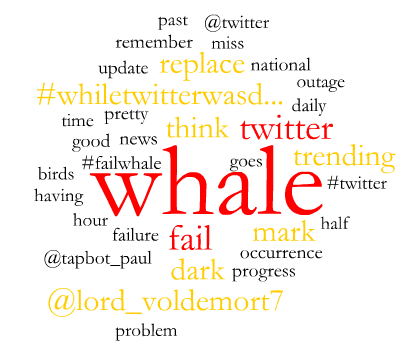 past @twitter
remember miss
update replace national
outage
#whiletwitterwasd... daily
time pretty
think twitter
good news
trending
#failwhale goes
whale
birds
#twitter
having
hour half
failure fail mark
occurrence
@tapbot_paul
dark progress
@lord_voldemort7
problem